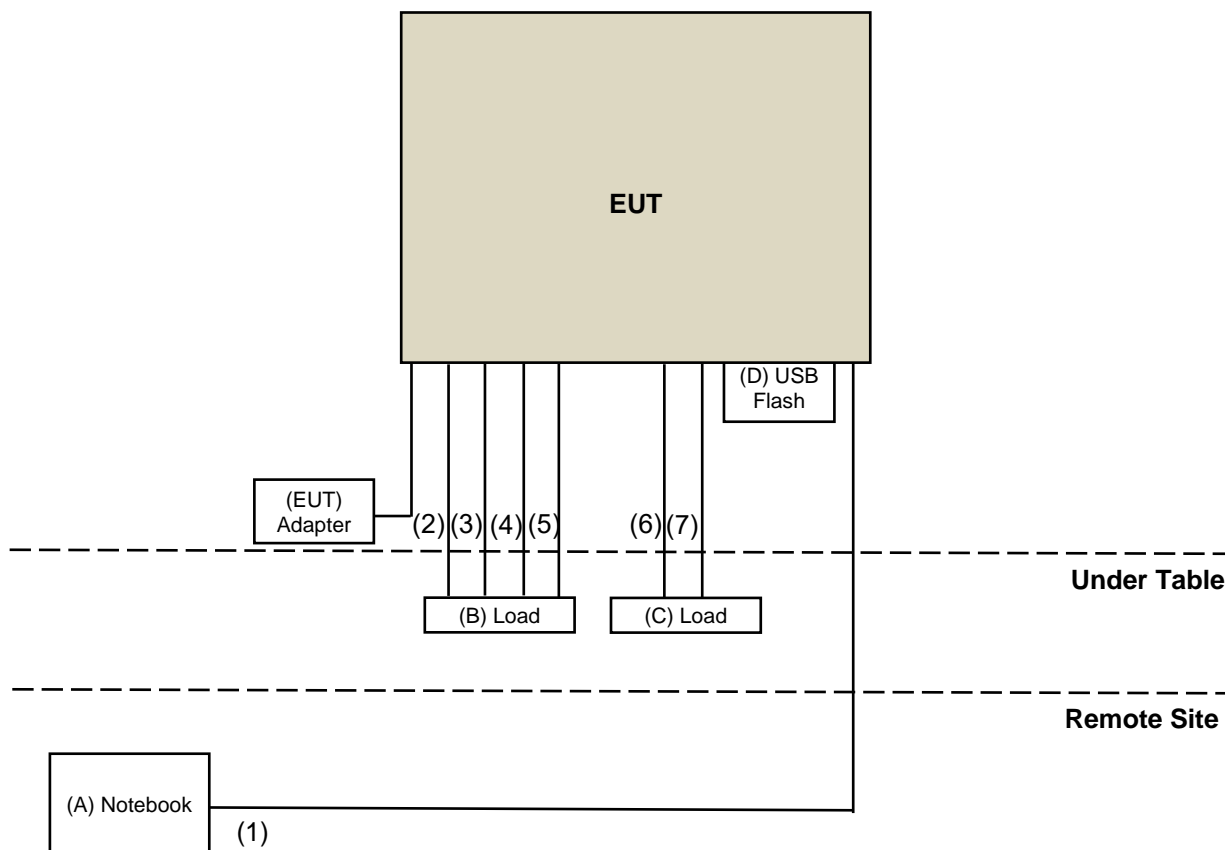 EUT
(D) USB
Flash
(EUT)
Adapter
(2)
(3)
(4)
(5)
(6)
(7)
Under Table
(B) Load
(C) Load
Remote Site
(A) Notebook
(1)